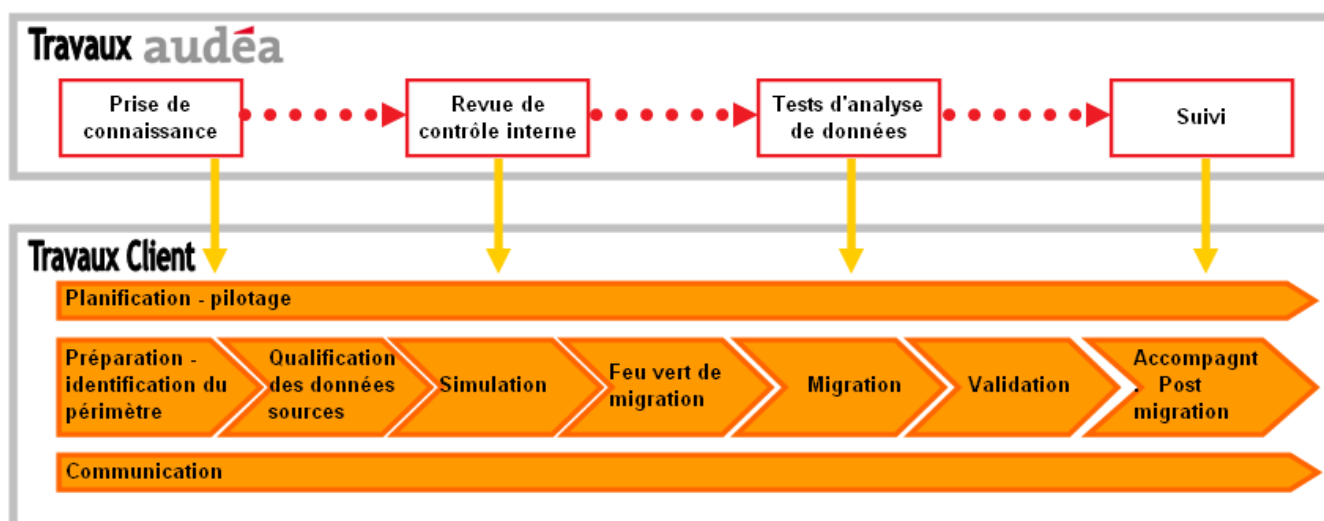 Travaux audéa
Prise de
connaissance
Revue de
contrôle interne
Tests d'analyse
de données
Suivi
Travaux Client
Planification - pilotage
Préparation -
identification du
périmètre
Qualification
des données
sources
Simulation
Feu vert de
migration
Migration
Validation
Accompagnt
. Post
migration
Communication